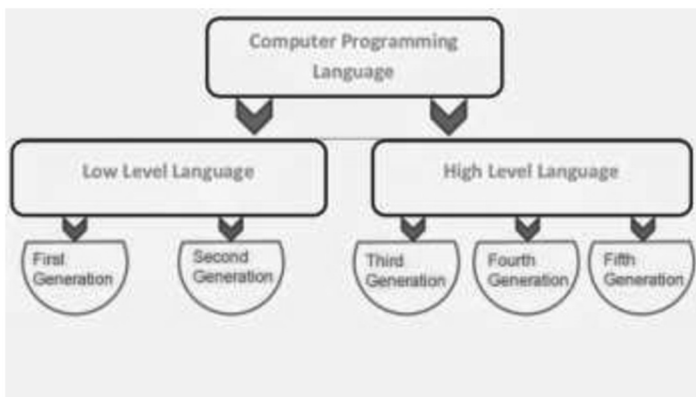 Computer Programming
Language
Low Level Language
High Level Language
First
Generation
Second
Generation
Third
Generation
Fourth
Generation
Fifth
Generation